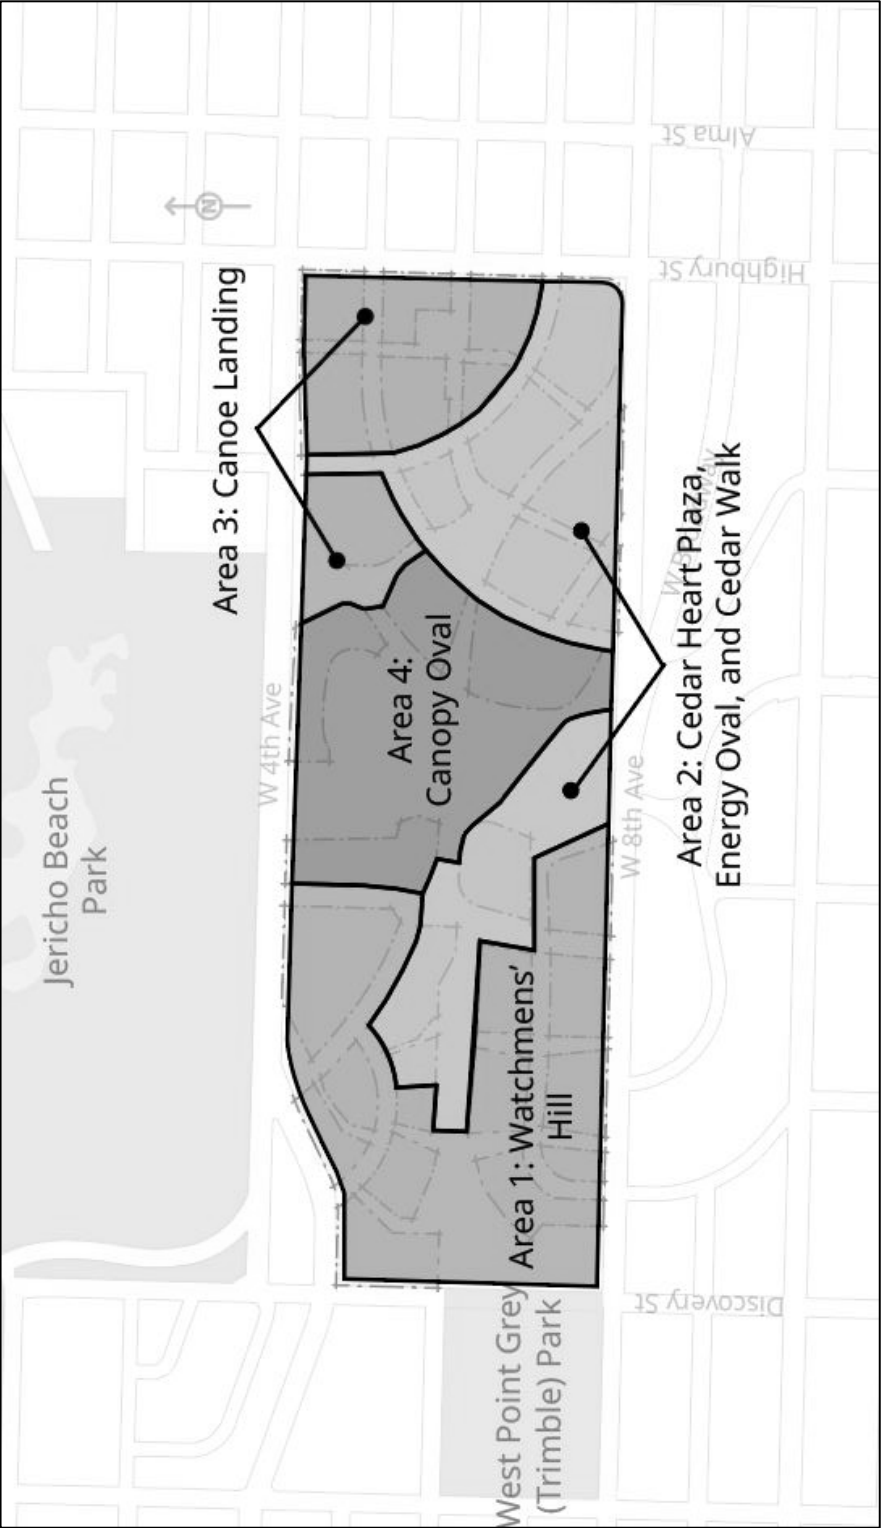 Jericho Beach
Park
W 4th Ave
N
Area 3: Canoe Landing
Alma St
Highbury St
Area 4:
Canopy Oval
Area 1: Watchmens’
Hill
W Broadway
W 8th Ave
Area 2: Cedar Heart Plaza,
Energy Oval, and Cedar Walk
West Point Grey
(Trimble) Park
Discovery St